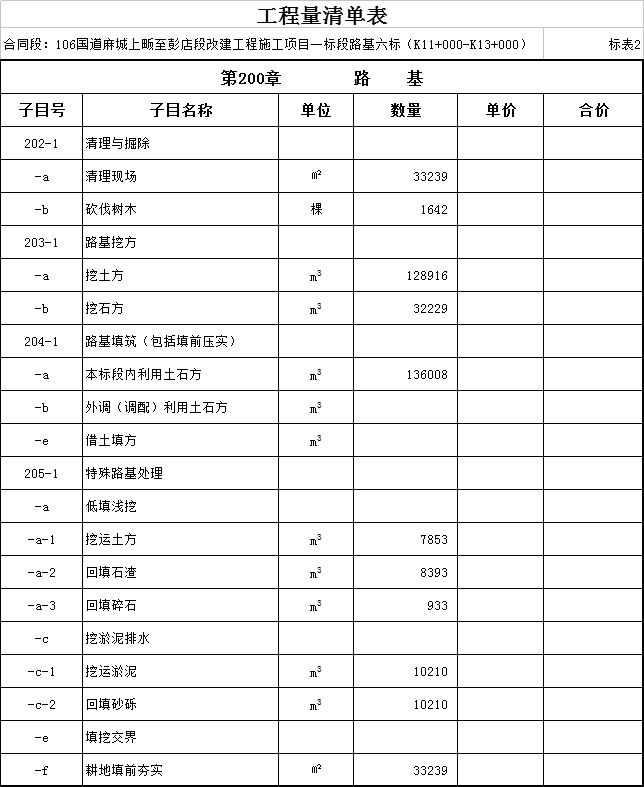 工程量清单表
合同段：106国道麻城上畈至彭店段改建工程施工项目一标段路基六标（K11+000-K13+000） 标表2
第200章 路 基
子目号 子目名称 单位 数量 单价 合价
202-1 清理与掘除
-a 清理现场 m² 33239
-b 砍伐树木 棵 1642
203-1 路基挖方
-a 挖土方 m³ 128916
-b 挖石方 m³ 32229
204-1 路基填筑（包括填前压实）
-a 本标段内利用土石方 m³ 136008
-b 外调（调配）利用土石方 m³
-e 借土填方 m³
205-1 特殊路基处理
-a 低填浅挖
-a-1 挖运土方 m³ 7853
-a-2 回填石渣 m³ 8393
-a-3 回填碎石 m³ 933
-c 挖淤泥排水
-c-1 挖运淤泥 m³ 10210
-c-2 回填砂砾 m³ 10210
-e 填挖交界
-f 耕地填前夯实 m² 33239